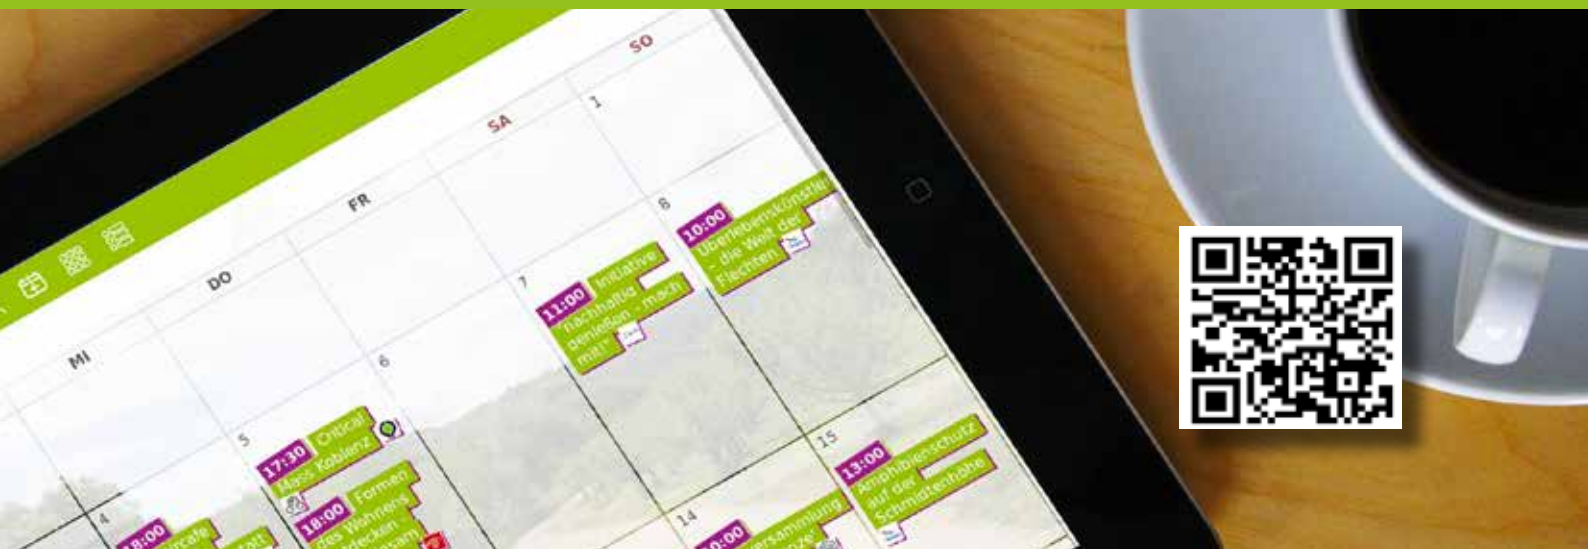 MI
DO
FR
SA
SO
1
4
18:00
5
17:30 Critical
Mass Koblenz
18:00 Formen
des Wohnens
6
7
11:00 Initiative
"nachhaltig
genießen - mach
mit!"
8
10:00
Überlebenskünstler
- die Welt der
Flechten
14
15
13:00
Amphibienschutz
auf der
Schmidtenhöhe